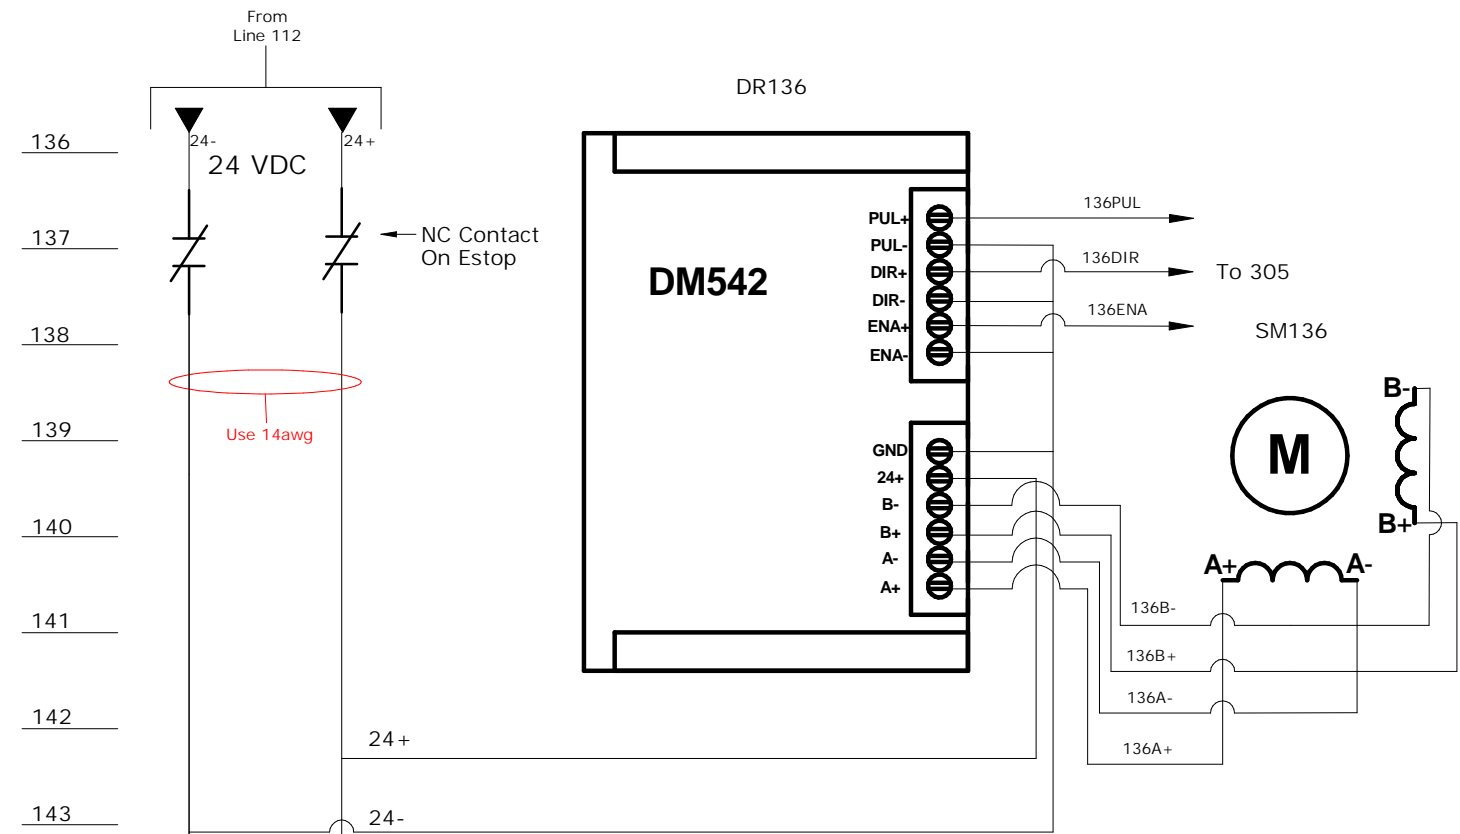 From
Line 112
DR136
136
24-
24+
24 VDC
137
NC Contact
On Estop
138
Use 14awg
139
140
141
142
143
24+
24-
DM542
PUL+
PUL-
DIR+
DIR-
ENA+
ENA-
GND
24+
B-
B+
A-
A+
136PUL
136DIR
136ENA
To 305
SM136
M
B-
B+
A+
A-
136B-
136B+
136A-
136A+